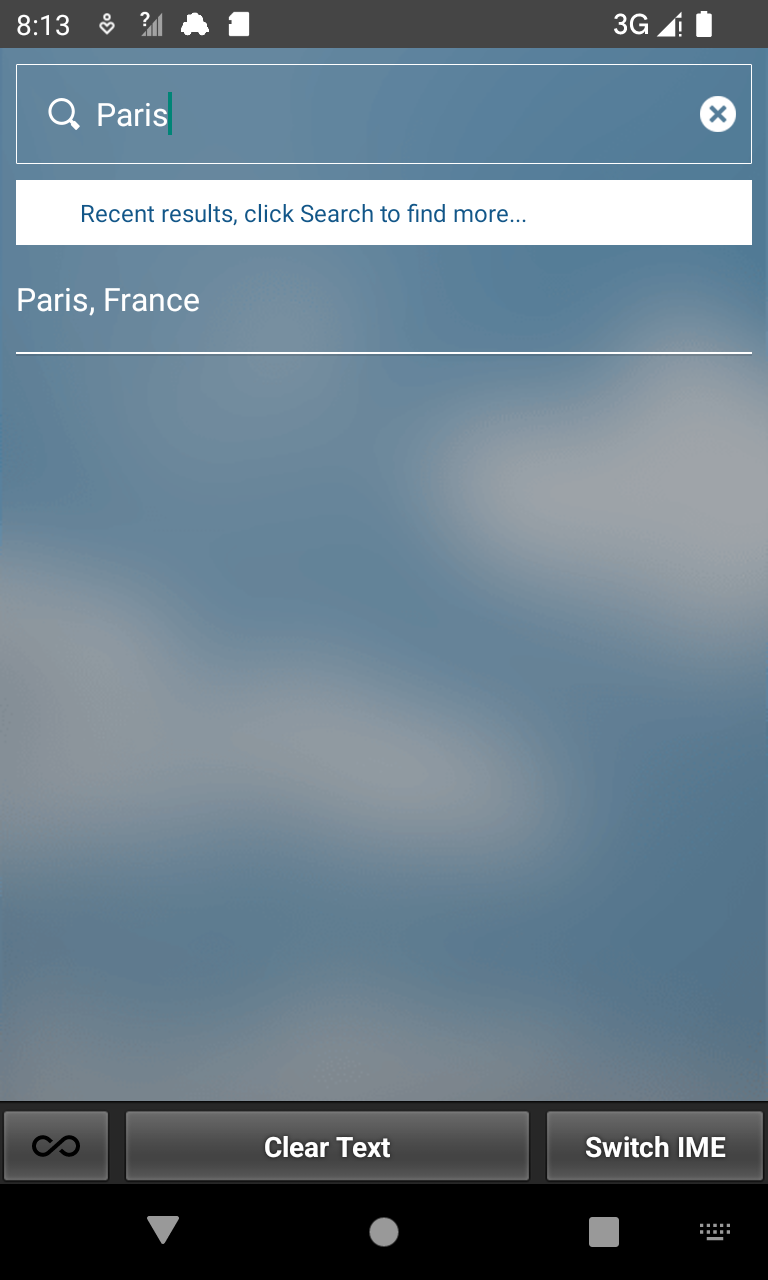 8:13
3G
Paris
Recent results, click Search to find more...
Paris, France
Clear Text
Switch IME